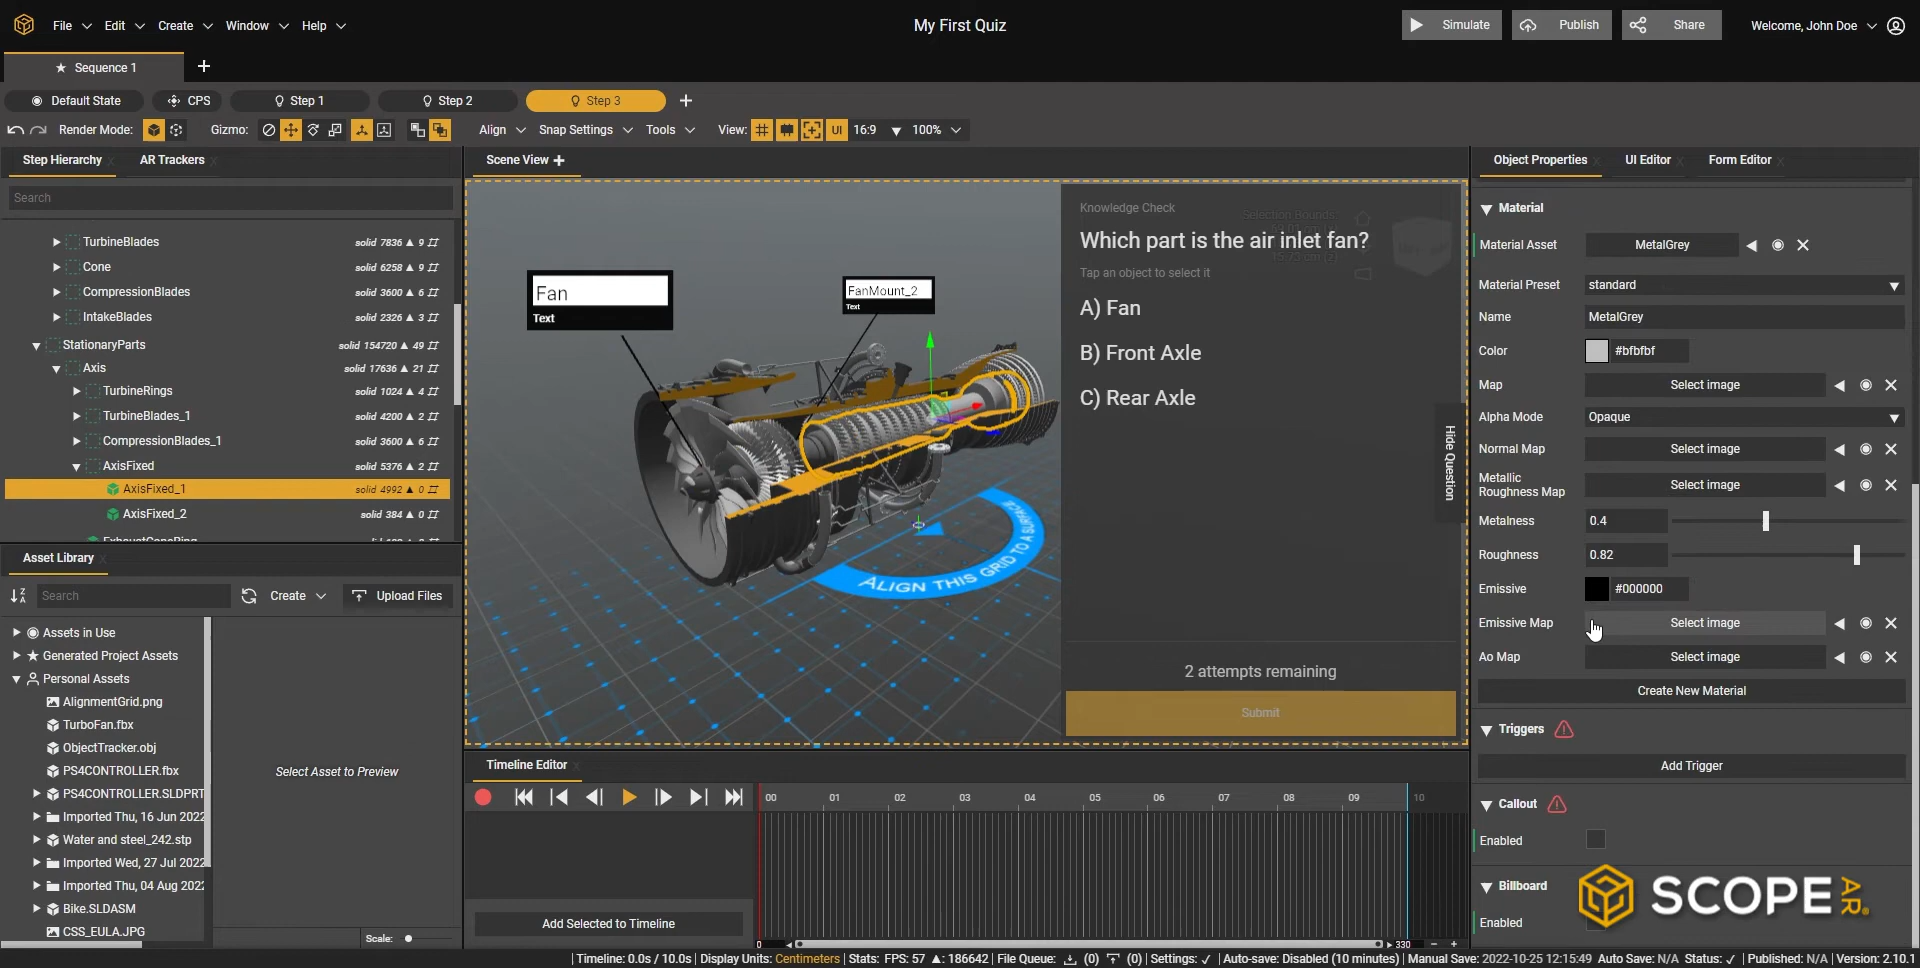 File Edit Create Window Help
My First Quiz
Simulate Publish Share Welcome, John Doe
★ Sequence 1 +
Default State CPS Step 1 Step 2 Step 3 +
Render Mode: Gizmo: Align Snap Settings Tools View: UI 16:9 100%
Step Hierarchy AR Trackers
Search
TurbineBlades solid 7836 ▲ 9
Cone solid 6258 ▲ 9
CompressionBlades solid 3600 ▲ 6
IntakeBlades solid 2326 ▲ 3
StationaryParts solid 154720 ▲ 49
Axis solid 17636 ▲ 21
TurbineRings solid 1024 ▲ 4
TurbineBlades_1 solid 4200 ▲ 2
CompressionBlades_1 solid 3600 ▲ 6
AxisFixed solid 5376 ▲ 2
AxisFixed_1 solid 4992 ▲ 0
AxisFixed_2 solid 384 ▲ 0
Asset Library
Search Create Upload Files
Assets in Use
★ Generated Project Assets
Personal Assets
AlignmentGrid.png
TurboFan.fbx
ObjectTracker.obj
PS4CONTROLLER.fbx
PS4CONTROLLER.SLDPRT
Imported Thu, 16 Jun 2022
Water and steel_242.stp
Imported Wed, 27 Jul 2022
Imported Thu, 04 Aug 2022
Bike.SLDASM
CSS_EULA.JPG
Select Asset to Preview
Scale:
Scene View
Fan
Text
FanMount_2
Text
ALIGN THIS GRID TO A SURFACE
Knowledge Check
Selection Bounds:
Which part is the air inlet fan?
Tap an object to select it
A) Fan
B) Front Axle
C) Rear Axle
Hide Question
2 attempts remaining
Submit
Timeline Editor
00 01 02 03 04 05 06 07 08 09 10
Add Selected to Timeline
0 330
Object Properties UI Editor Form Editor
Material
Material Asset MetalGrey
Material Preset standard
Name MetalGrey
Color #bfbfbf
Map Select image
Alpha Mode Opaque
Normal Map Select image
Metallic
Roughness Map Select image
Metalness 0.4
Roughness 0.82
Emissive #000000
Emissive Map Select image
Ao Map Select image
Create New Material
Triggers
Add Trigger
Callout
Enabled
Billboard
Enabled
SCOPE AR
Timeline: 0.0s / 10.0s | Display Units: Centimeters | Stats: FPS: 57 ▲: 186642 | File Queue: (0) (0) | Settings: ✓ | Auto-save: Disabled (10 minutes) | Manual Save: 2022-10-25 12:15:49 Auto Save: N/A Status: ✓ | Published: N/A | Version: 2.10.1